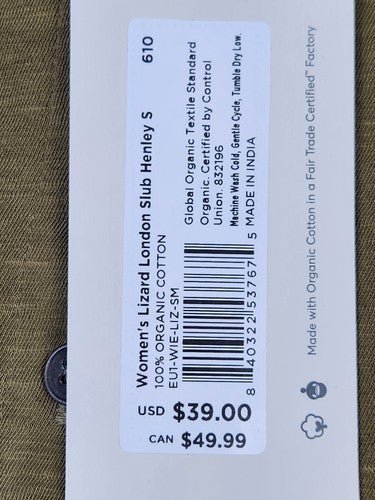 Women's Lizard London Slub Henley S 610
100% ORGANIC COTTON
EU1-WIE-LIZ-SM
Global Organic Textile Standard
Organic. Certified by Control
Union. 832196
Machine Wash Cold, Gentle Cycle, Tumble Dry Low.
MADE IN INDIA
8 40322 53767 5
USD $39.00
CAN $49.99
Made with Organic Cotton in a Fair Trade Certified™ Factory